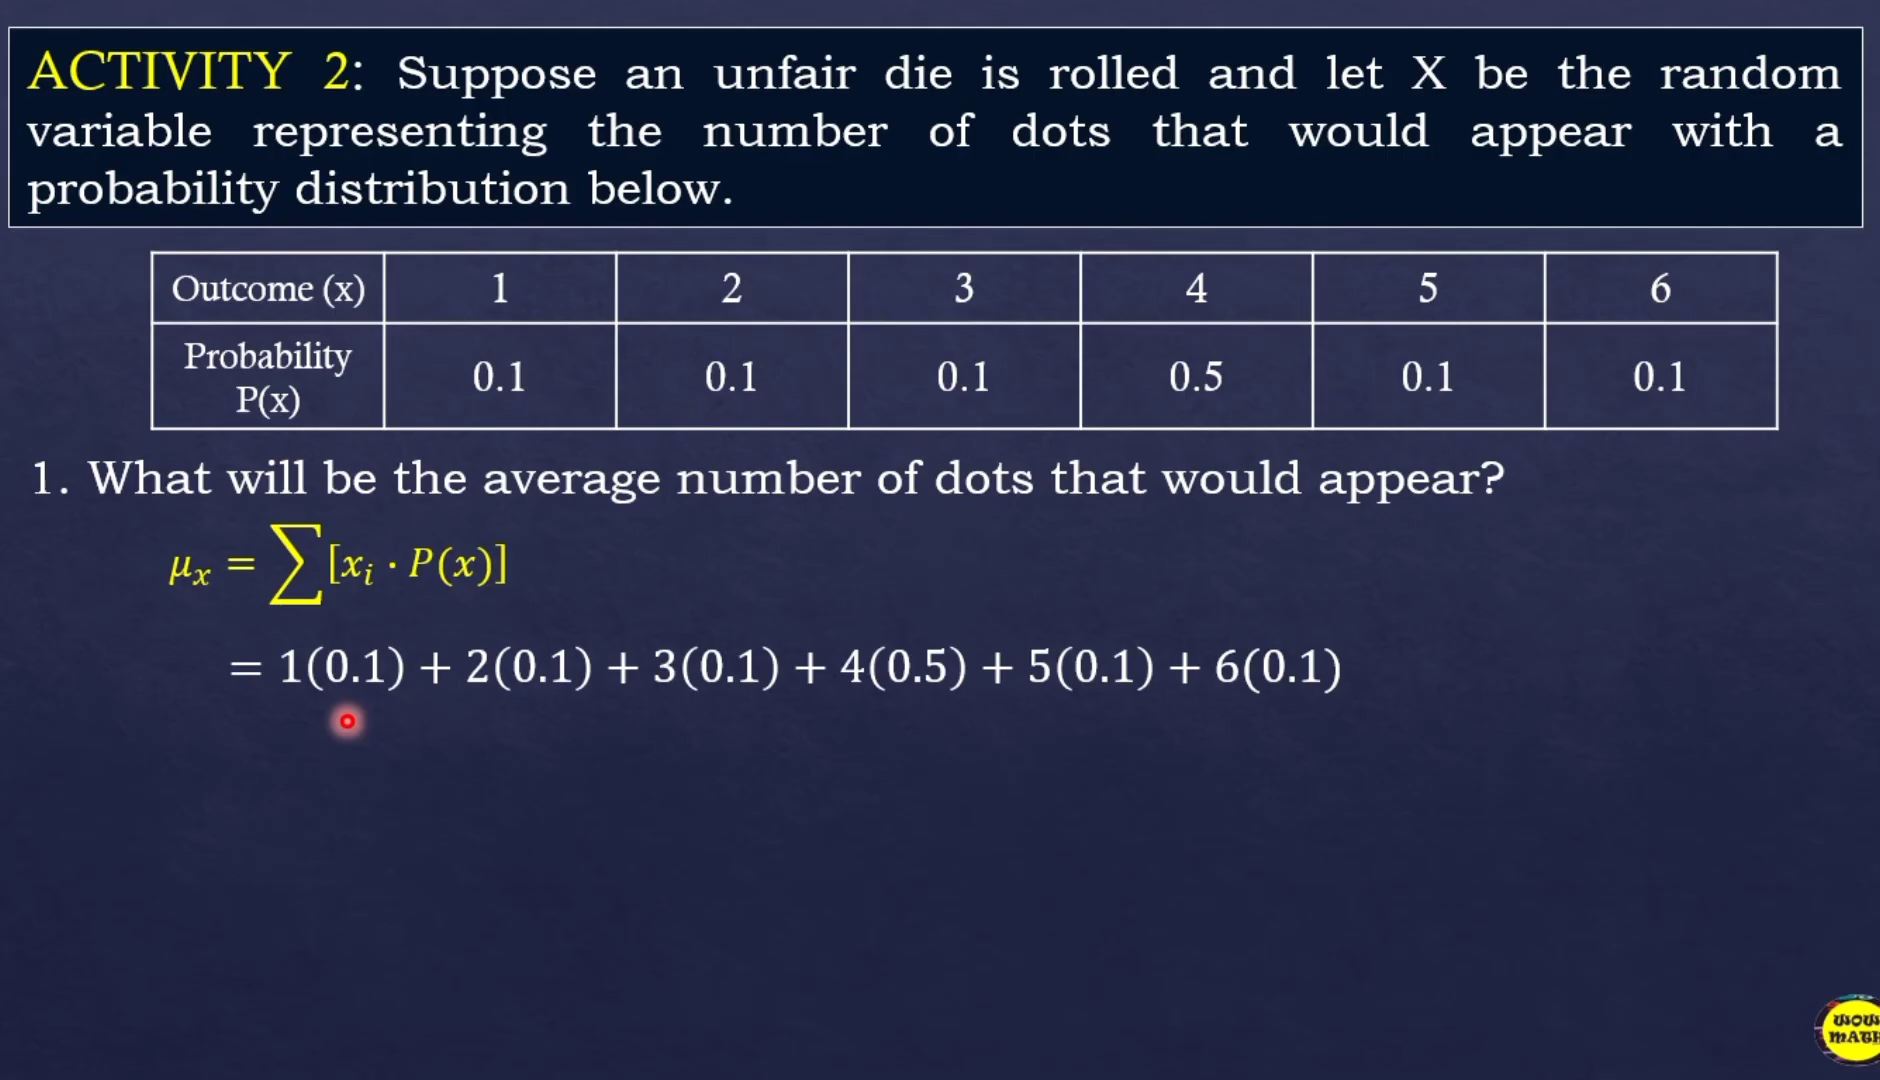 ACTIVITY 2: Suppose an unfair die is rolled and let X be the random
variable representing the number of dots that would appear with a
probability distribution below.
Outcome (x) 1 2 3 4 5 6
Probability P(x) 0.1 0.1 0.1 0.5 0.1 0.1
1. What will be the average number of dots that would appear?
μₓ = ∑[xᵢ · P(x)]
= 1(0.1) + 2(0.1) + 3(0.1) + 4(0.5) + 5(0.1) + 6(0.1)
WOW
MATH